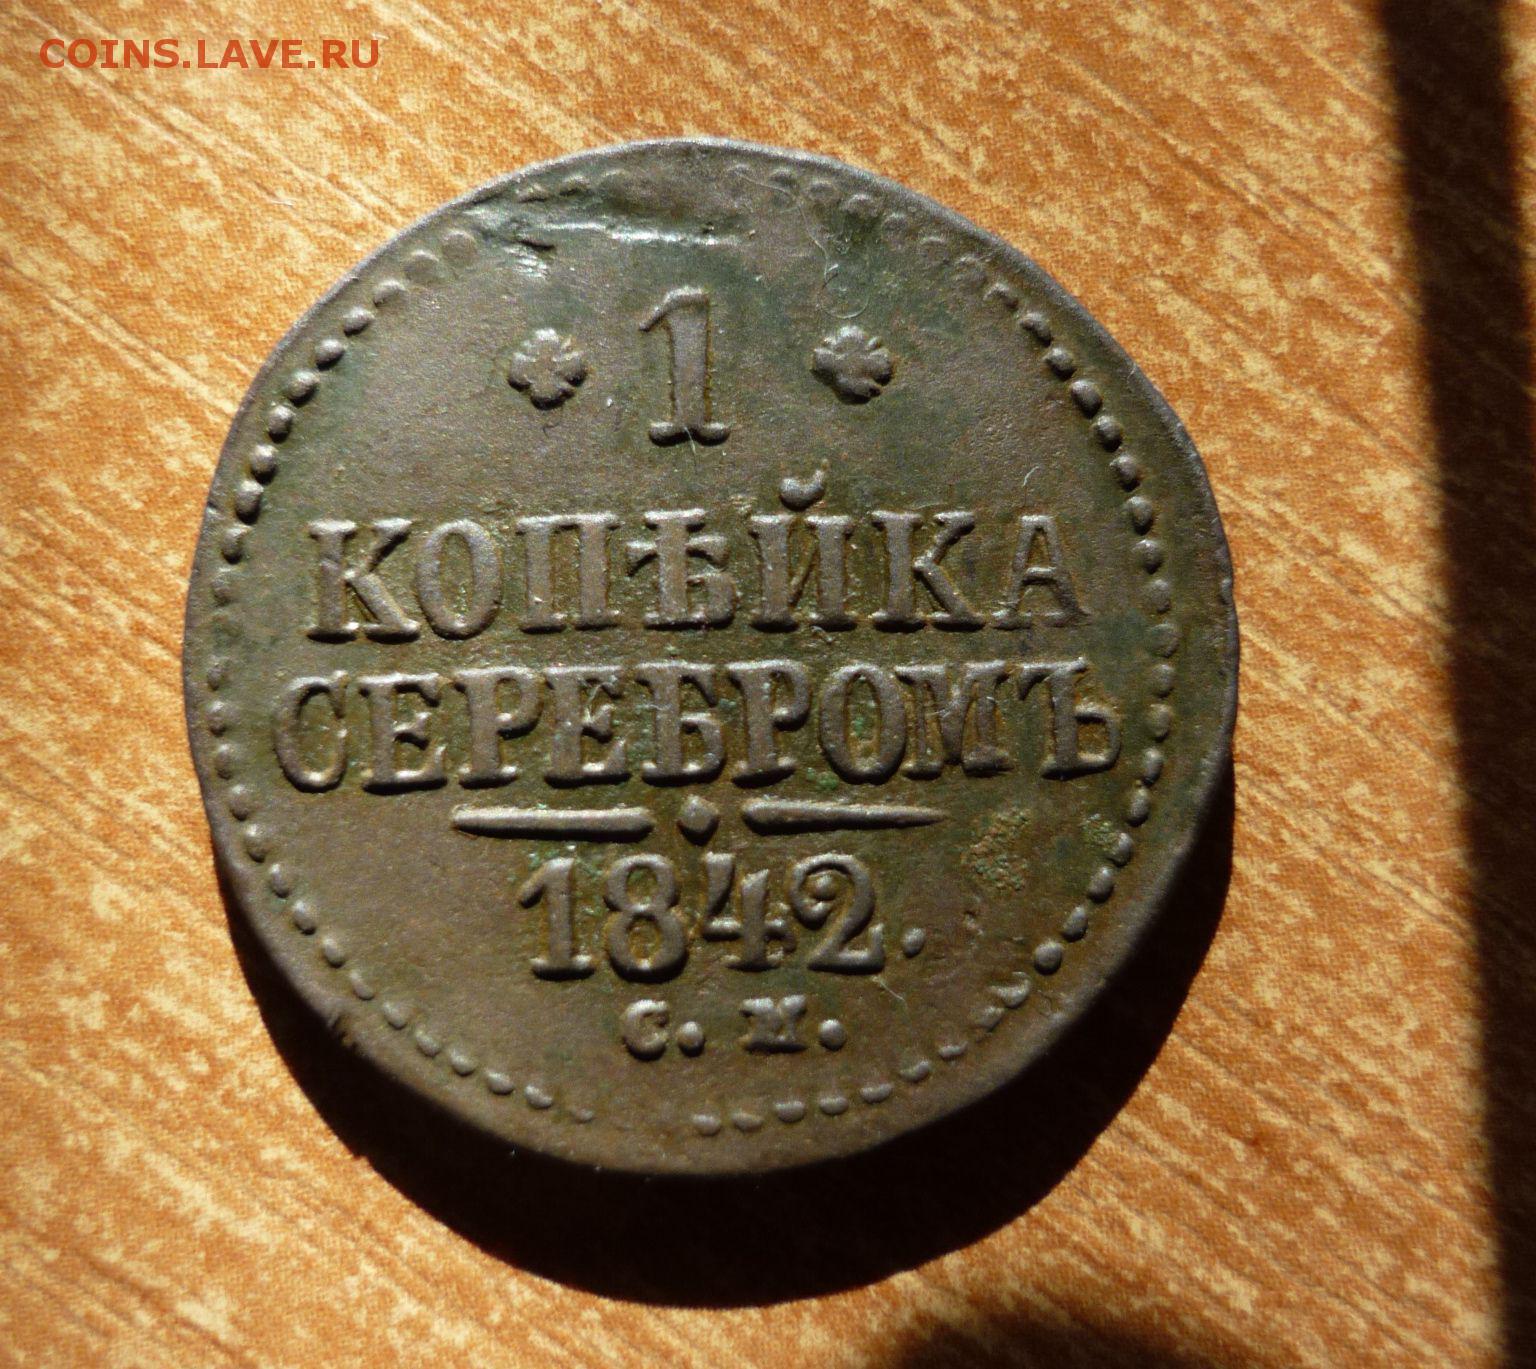 COINS.LAVE.RU
1
КОПѢЙКА
СЕРЕБРОМЪ
1842.
С. М.